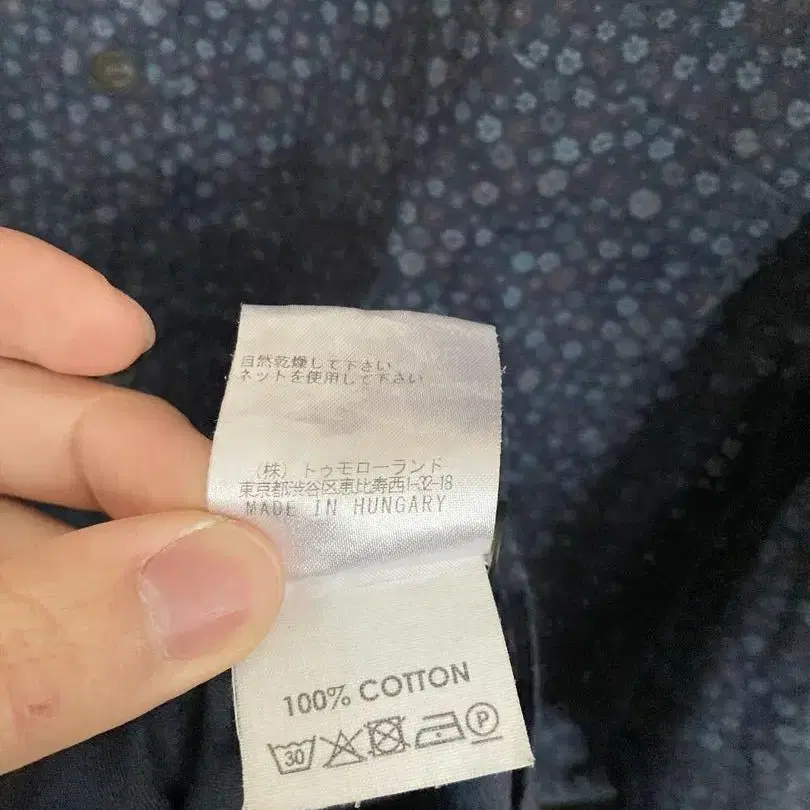 自然乾燥して下さい
ネットを使用して下さい
(株) トゥモローランド
東京都渋谷区恵比寿西1-32-18
MADE IN HUNGARY
100% COTTON
30 P